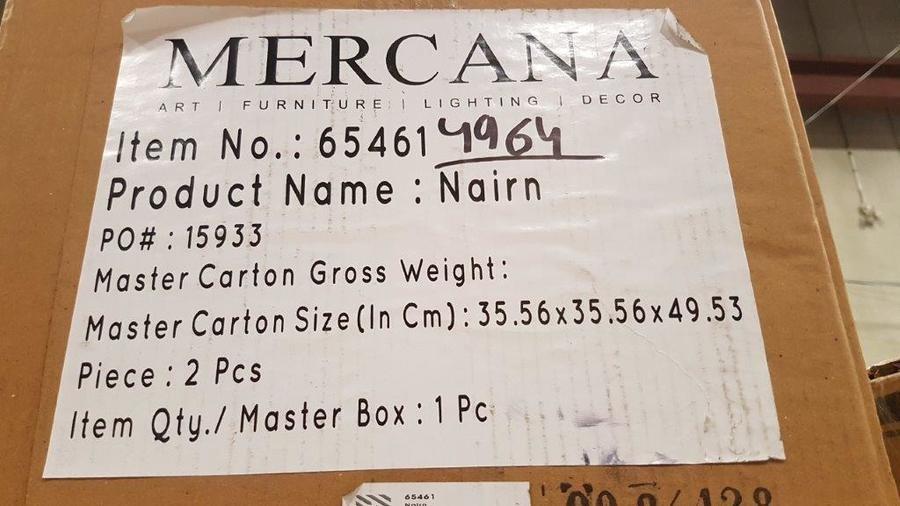 MERCANA
ART | FURNITURE | LIGHTING | DECOR
Item No.: 65461 4964
Product Name : Nairn
PO# : 15933
Master Carton Gross Weight:
Master Carton Size(In Cm): 35.56x35.56x49.53
Piece : 2 Pcs
Item Qty./ Master Box : 1 Pc
65461
Nairn